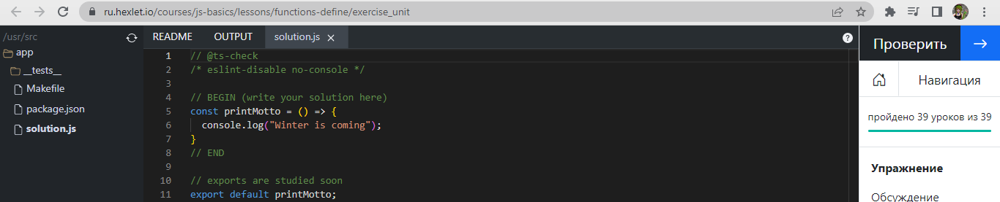 ru.hexlet.io/courses/js-basics/lessons/functions-define/exercise_unit
/usr/src
app
__tests__
Makefile
package.json
solution.js
README OUTPUT solution.js ×
?
1 // @ts-check
2 /* eslint-disable no-console */
3
4 // BEGIN (write your solution here)
5 const printMotto = () => {
6 console.log("Winter is coming");
7 }
8 // END
9
10 // exports are studied soon
11 export default printMotto;
Проверить →
Навигация
пройдено 39 уроков из 39
Упражнение
Обсуждение